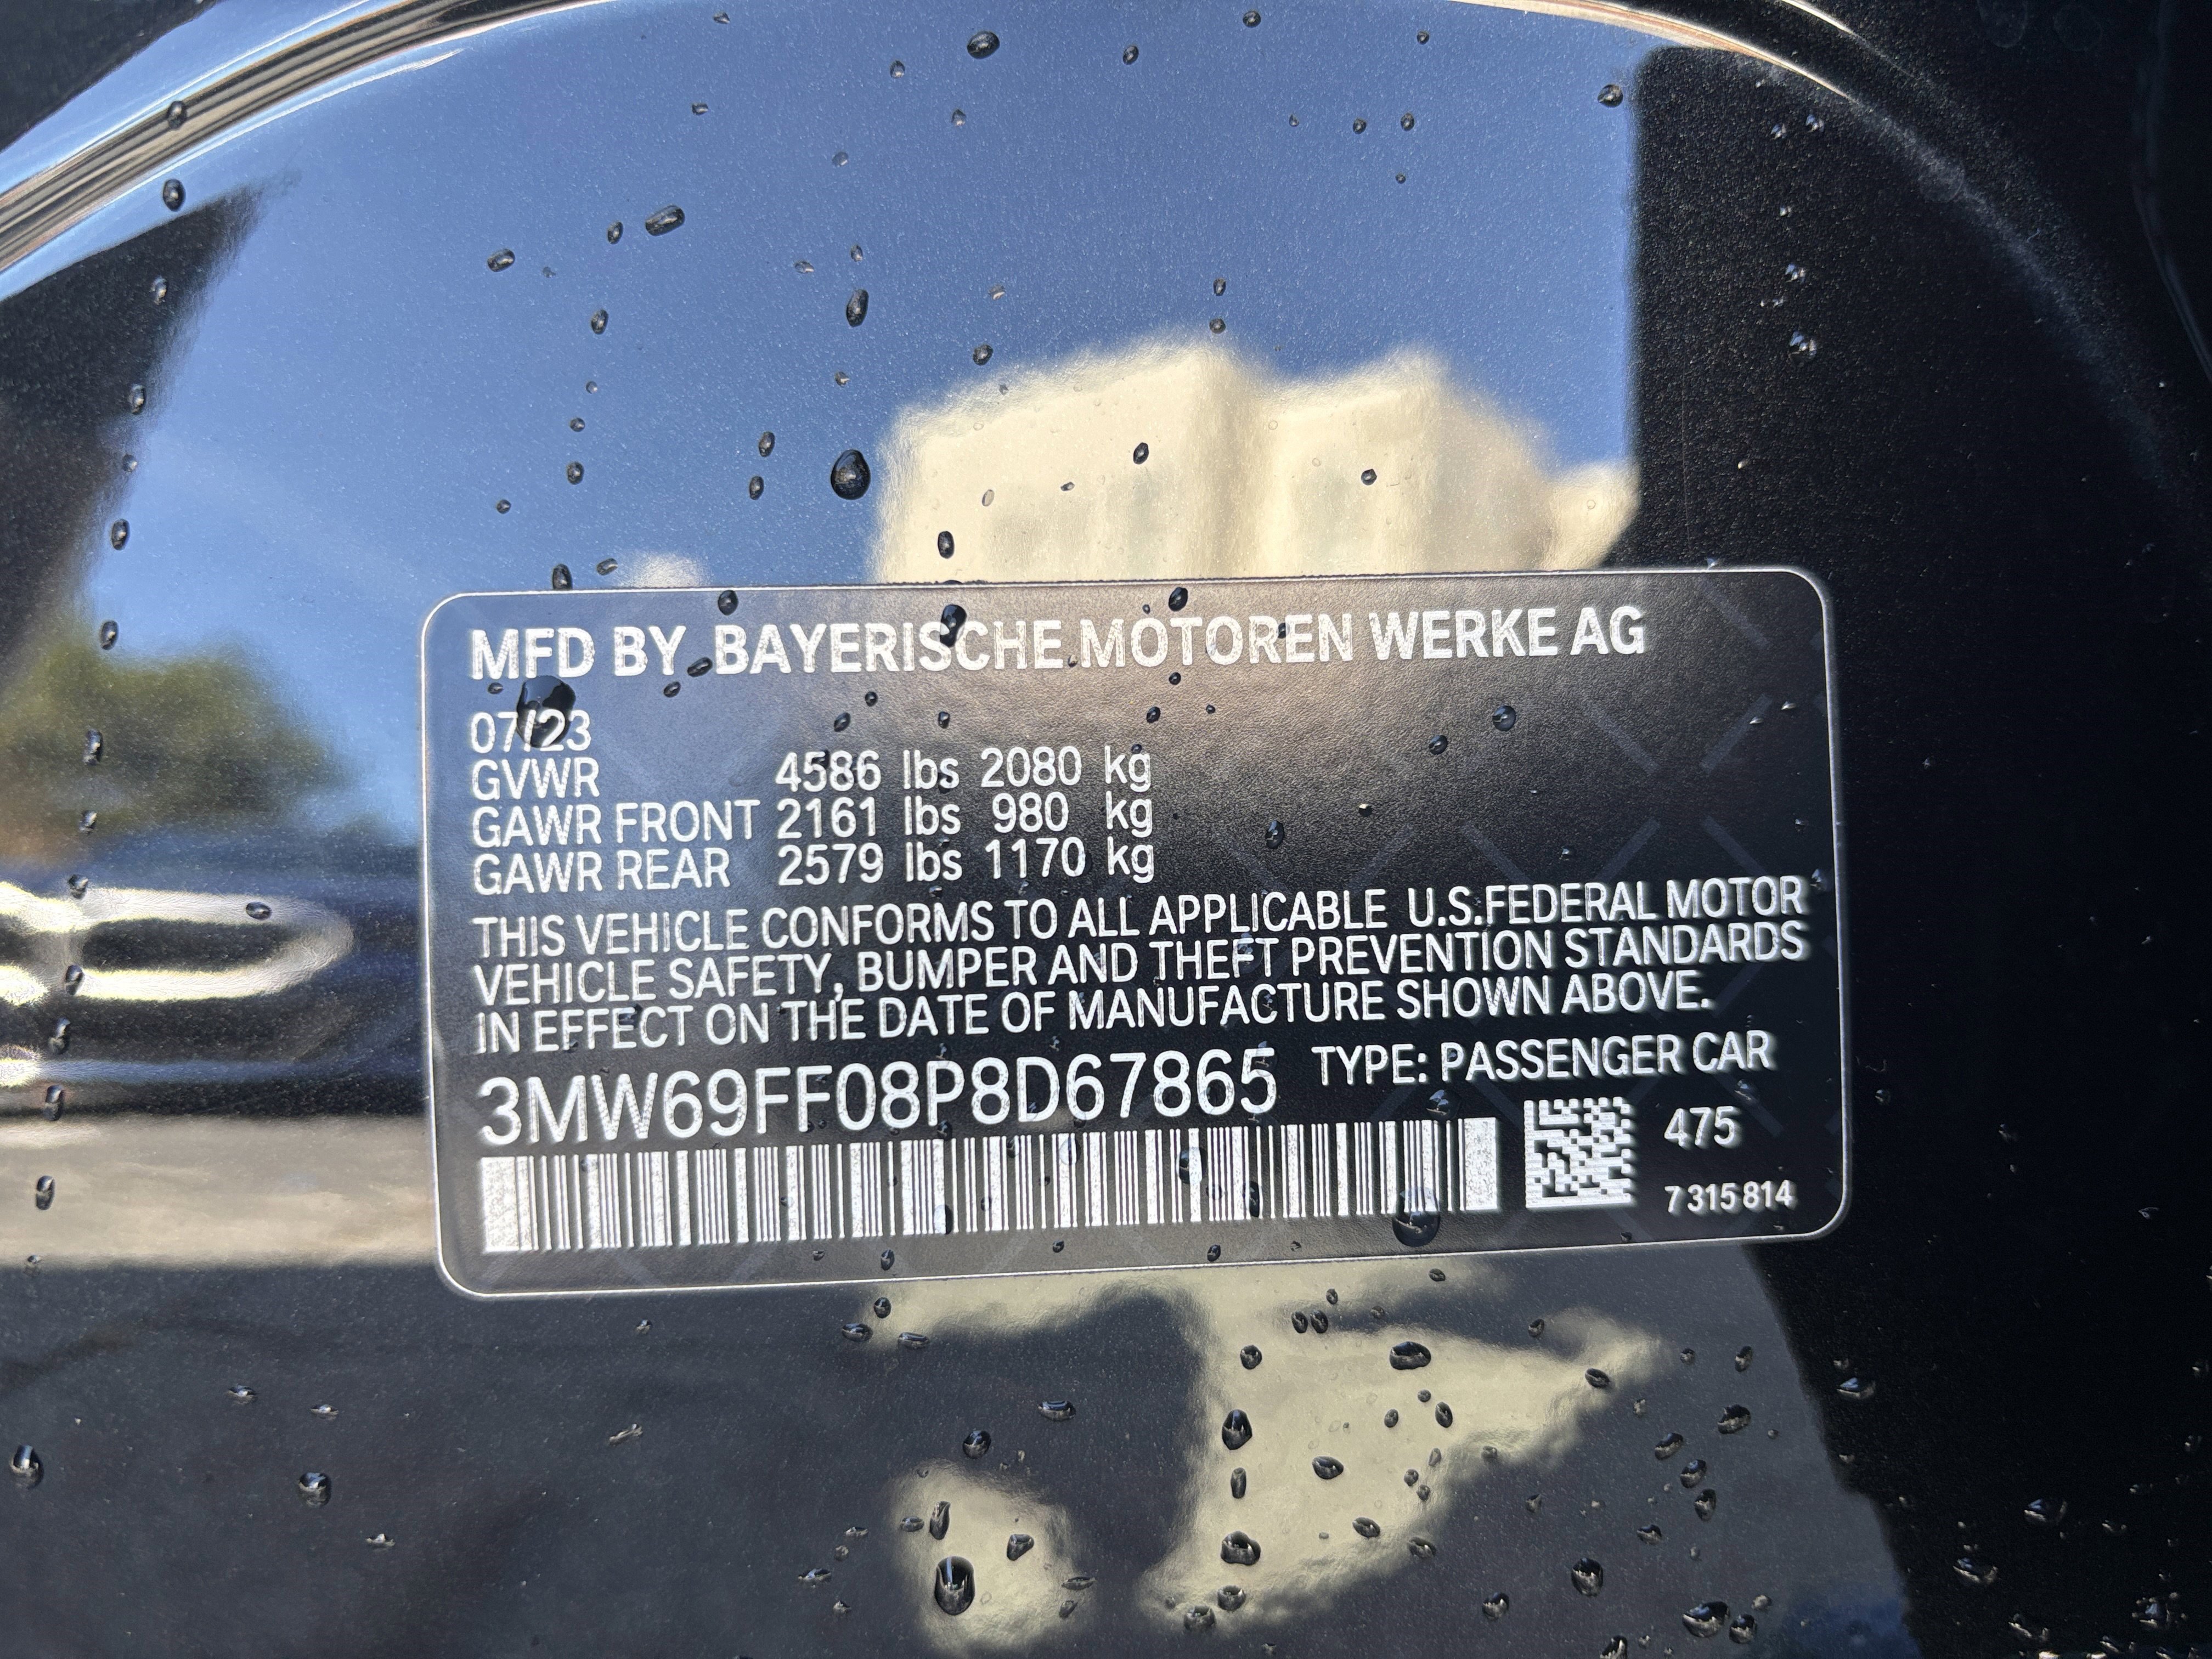 MFD BY BAYERISCHE MOTOREN WERKE AG
07/23
GVWR 4586 lbs 2080 kg
GAWR FRONT 2161 lbs 980 kg
GAWR REAR 2579 lbs 1170 kg
THIS VEHICLE CONFORMS TO ALL APPLICABLE U.S.FEDERAL MOTOR
VEHICLE SAFETY, BUMPER AND THEFT PREVENTION STANDARDS
IN EFFECT ON THE DATE OF MANUFACTURE SHOWN ABOVE.
3MW69FF08P8D67865 TYPE: PASSENGER CAR
475
7 315 814